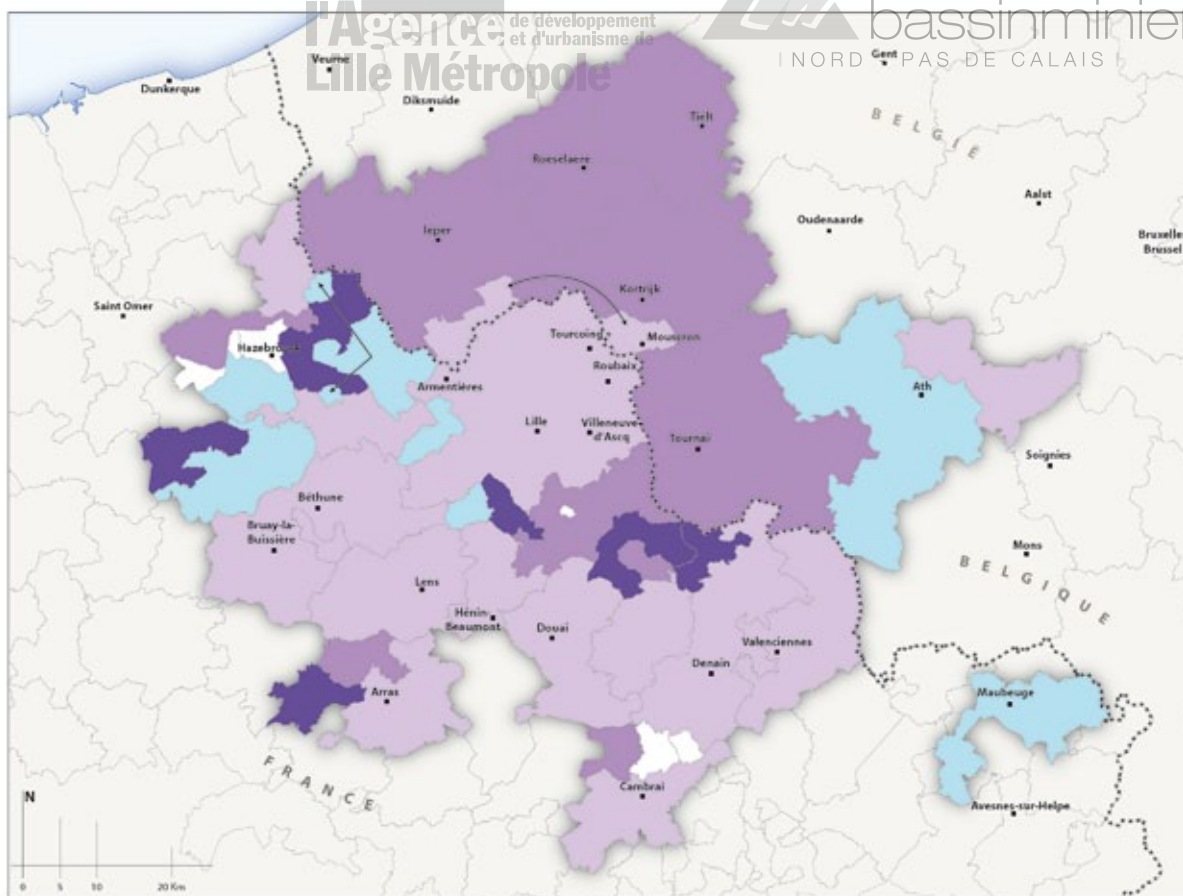 l'Agence de développement
et d'urbanisme de
Lille Métropole
bassinminier
NORD PAS DE CALAIS
Veurne
Gent
Dunkerque
Diksmuide
Tielt
BELGIË
Roeselaere
Aalst
Oudenaarde
Ieper
Bruxelle
Brussel
Kortrijk
Saint Omer
Tourcoing
Mouscron
Hazebrouck
Roubaix
Armentières
Ath
Lille
Villeneuve
d'Ascq
Tournai
Soignies
Béthune
Bruay-la-
Buissière
Mons
BELGIQUE
Lens
Hénin-
Beaumont
Douai
Valenciennes
Denain
Arras
Maubeuge
FRANCE
Cambrai
N
Avesnes-sur-Helpe
0 5 10 20 Km